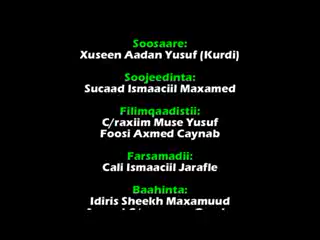 Soosaare:
Xuseen Aadan Yusuf (Kurdi)
Soojeedinta:
Sucaad Ismaaciil Maxamed
Filimqaadistii:
C/raxiim Muse Yusuf
Foosi Axmed Caynab
Farsamadii:
Cali Ismaaciil Jarafle
Baahinta:
Idiris Sheekh Maxamuud